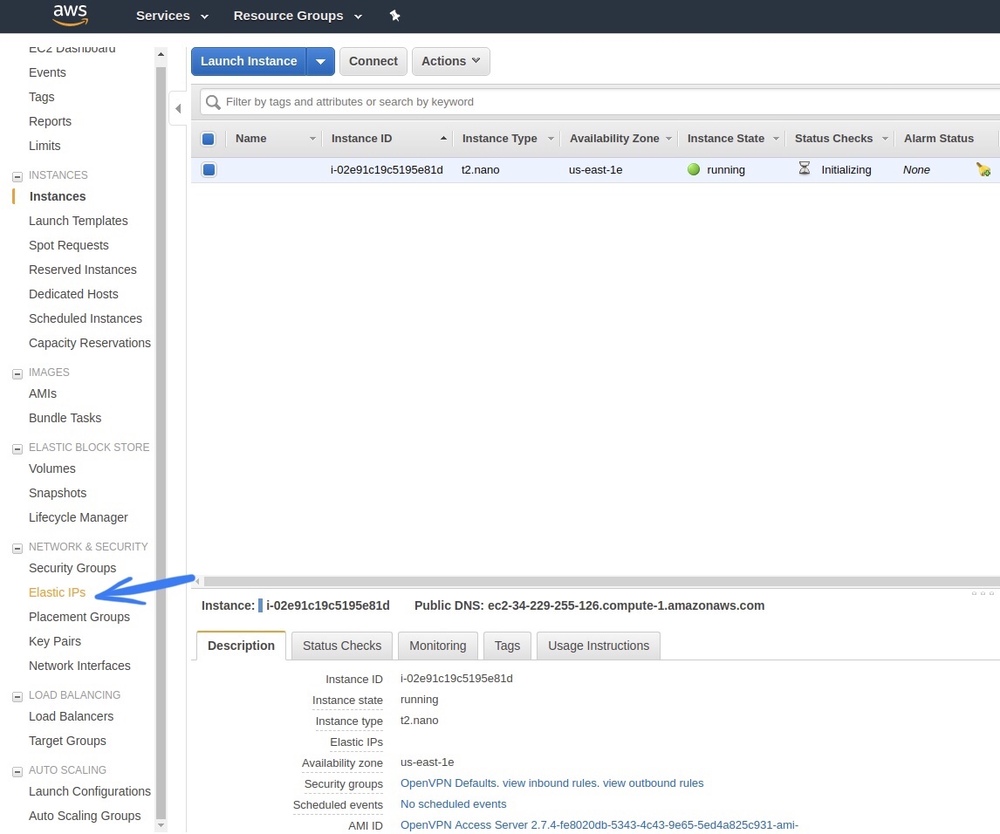 aws Services Resource Groups
EC2 Dashboard
Events
Tags
Reports
Limits
INSTANCES
Instances
Launch Templates
Spot Requests
Reserved Instances
Dedicated Hosts
Scheduled Instances
Capacity Reservations
IMAGES
AMIs
Bundle Tasks
ELASTIC BLOCK STORE
Volumes
Snapshots
Lifecycle Manager
NETWORK & SECURITY
Security Groups
Elastic IPs
Placement Groups
Key Pairs
Network Interfaces
LOAD BALANCING
Load Balancers
Target Groups
AUTO SCALING
Launch Configurations
Auto Scaling Groups
Launch Instance Connect Actions
Filter by tags and attributes or search by keyword
Name Instance ID Instance Type Availability Zone Instance State Status Checks Alarm Status
i-02e91c19c5195e81d t2.nano us-east-1e running Initializing None
Instance: i-02e91c19c5195e81d Public DNS: ec2-34-229-255-126.compute-1.amazonaws.com
Description Status Checks Monitoring Tags Usage Instructions
Instance ID i-02e91c19c5195e81d
Instance state running
Instance type t2.nano
Elastic IPs
Availability zone us-east-1e
Security groups OpenVPN Defaults. view inbound rules. view outbound rules
Scheduled events No scheduled events
AMI ID OpenVPN Access Server 2.7.4-fe8020db-5343-4c43-9e65-5ed4a825c931-ami-